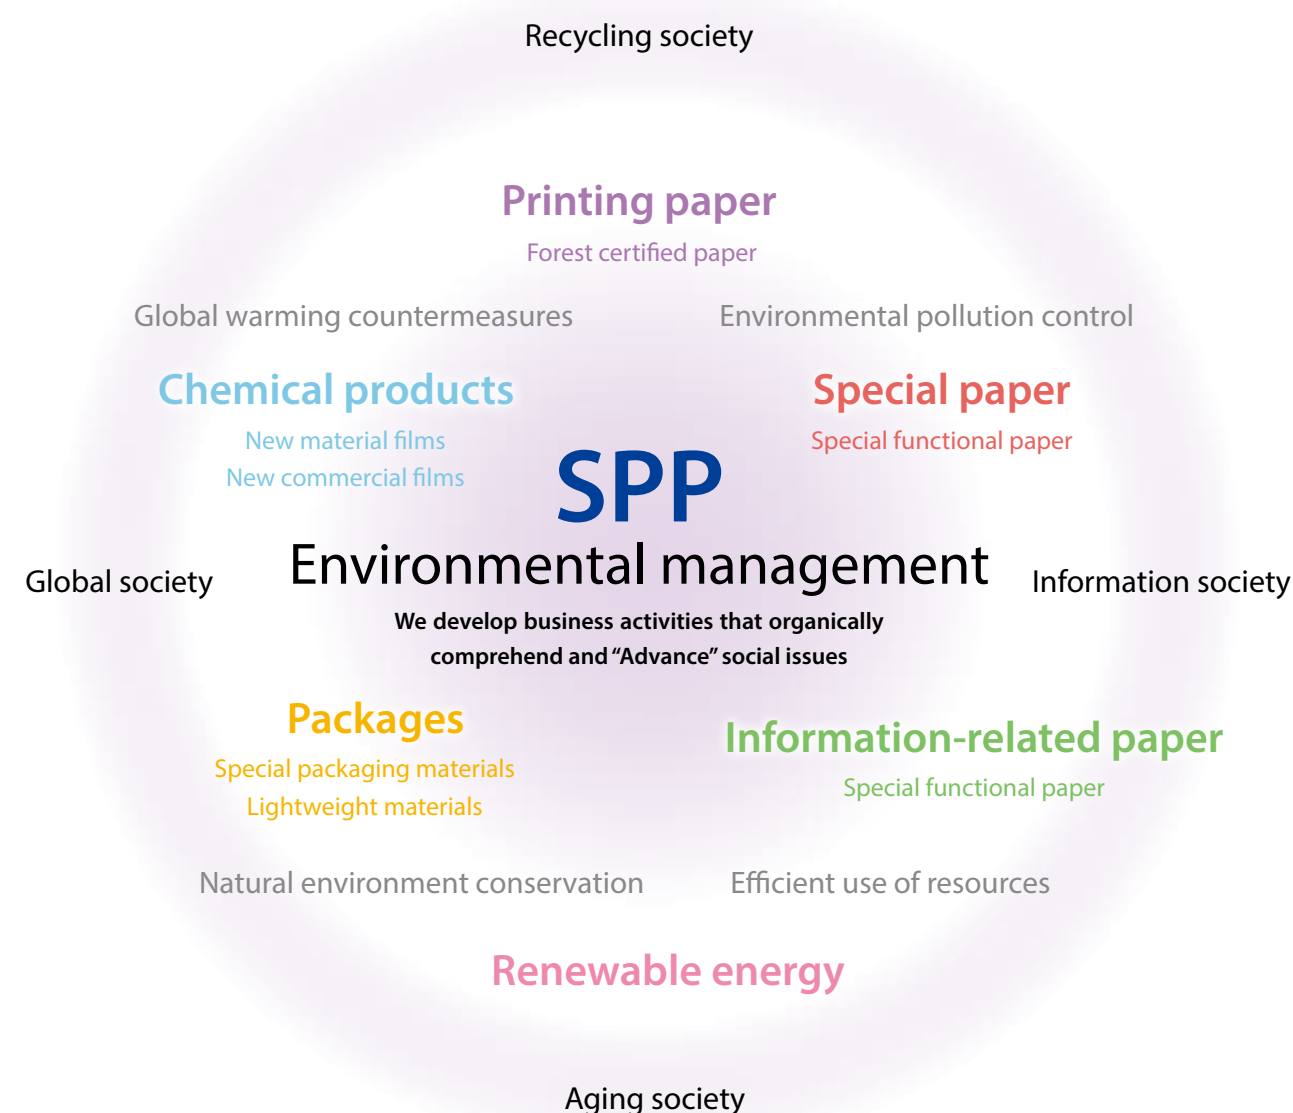 Recycling society
Printing paper
Forest certified paper
Global warming countermeasures
Environmental pollution control
Chemical products
New material films
New commercial films
Special paper
Special functional paper
SPP
Environmental management
We develop business activities that organically
comprehend and “Advance” social issues
Global society
Information society
Packages
Special packaging materials
Lightweight materials
Information-related paper
Special functional paper
Natural environment conservation
Efficient use of resources
Renewable energy
Aging society